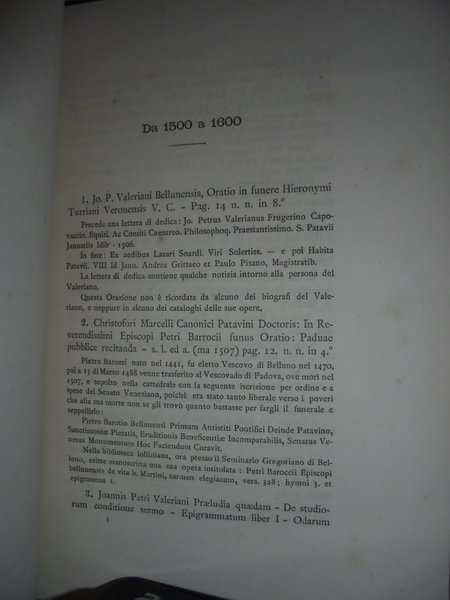 Da 1500 a 1600
1. Jo. P. Valeriani Bellunensis, Oratio in funere Hieronymi
Turriani Veronensis V. C. - Pag. 14 n. n. in 8.º
Precede una lettera di dedica: Jo. Petrus Valerianus Frugerino Capo-
vaccio. Equiti. Ac Comiti Caesareo. Philosophoq. Praestantissimo. S. Patavii
Januariis Idib - 1506.
In fine: Ex aedibus Lazari Soardi. Viri Solertiss. — e poi Habita
Patavii. VIII Id Janu. Andrea Grittaeo et Paulo Pisano, Magistratib.
La lettera di dedica contiene qualche notizia intorno alla persona del
Valeriano.
Questa Orazione non è ricordata da alcuno dei biografi del Vale-
riano, e neppure in alcuno dei cataloghi delle sue opere.
2. Christofori Marcelli Canonici Patavini Doctoris: In Re-
verendissimi Episcopi Petri Barrocii funus Oratio: Paduae
pubblice recitanda - s. l. ed a. (ma 1507) pag. 12. n. n. in 4.º
Pietro Barozzi nato nel 1441, fu eletto Vescovo di Belluno nel 1470,
poi a 15 di Marzo 1488 venne trasferito al Vescovado di Padova, ove morì nel
1507, e sepolto nella cattedrale con la seguente iscrizione per ordine e a
spese del Senato Veneziano, poichè era stato tanto liberale verso i poveri
che alla sua morte non se gli trovò quanto bastasse per fargli il funerale e
seppellirlo:
Pietro Barotio Bellunensi Primum Antistiti Pontifici Deinde Patavino,
Sanctimoniæ Pietatis, Eruditionis Beneficentiæ Incomparabilis, Senatus Ve-
netus Monumentum Hoc Faciendum Curavit.
Nella biblioteca lolliniana, ora presso il Seminario Gregoriano di Bel-
luno, esiste manoscritta una sua opera intitolata: Petri Baroccii Episcopi
bellunensis de vita b. Martini, carmen elegiacum, vers. 328; hymni 3. et
epigramma 1.
3. Joannis Petri Valeriani Præludia quædam - De studio-
rum conditione sermo - Epigrammatum liber I - Odarum
1